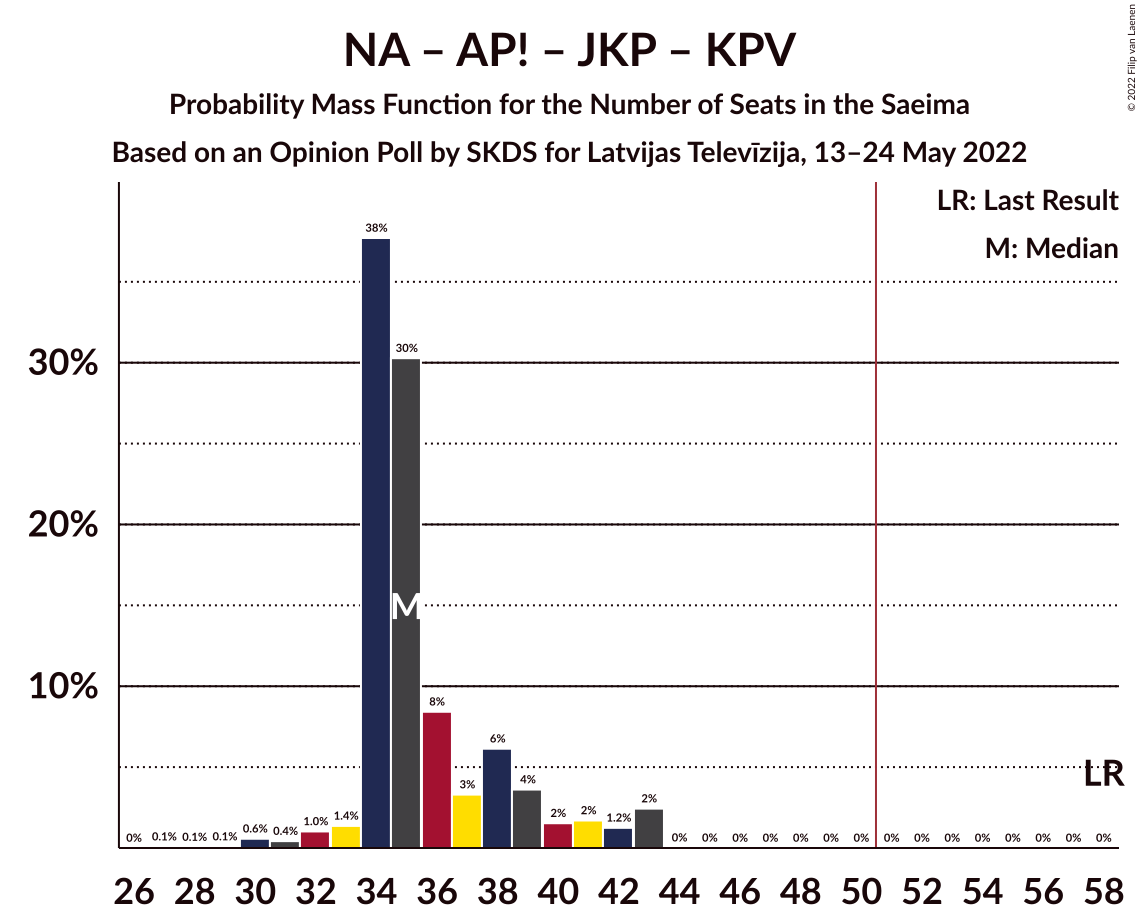 NA – AP! – JKP – KPV
Probability Mass Function for the Number of Seats in the Saeima
Based on an Opinion Poll by SKDS for Latvijas Televīzija, 13–24 May 2022
© 2022 Filip van Laenen
LR: Last Result
M: Median
38%
30%
30%
20%
M
10%
8%
6%
LR
3%
4%
0% 0.1% 0.1% 0.1% 0.6% 0.4% 1.0% 1.4% 2% 2% 1.2% 2% 0% 0% 0% 0% 0% 0% 0% 0% 0% 0% 0% 0% 0% 0% 0%
26 28 30 32 34 36 38 40 42 44 46 48 50 52 54 56 58